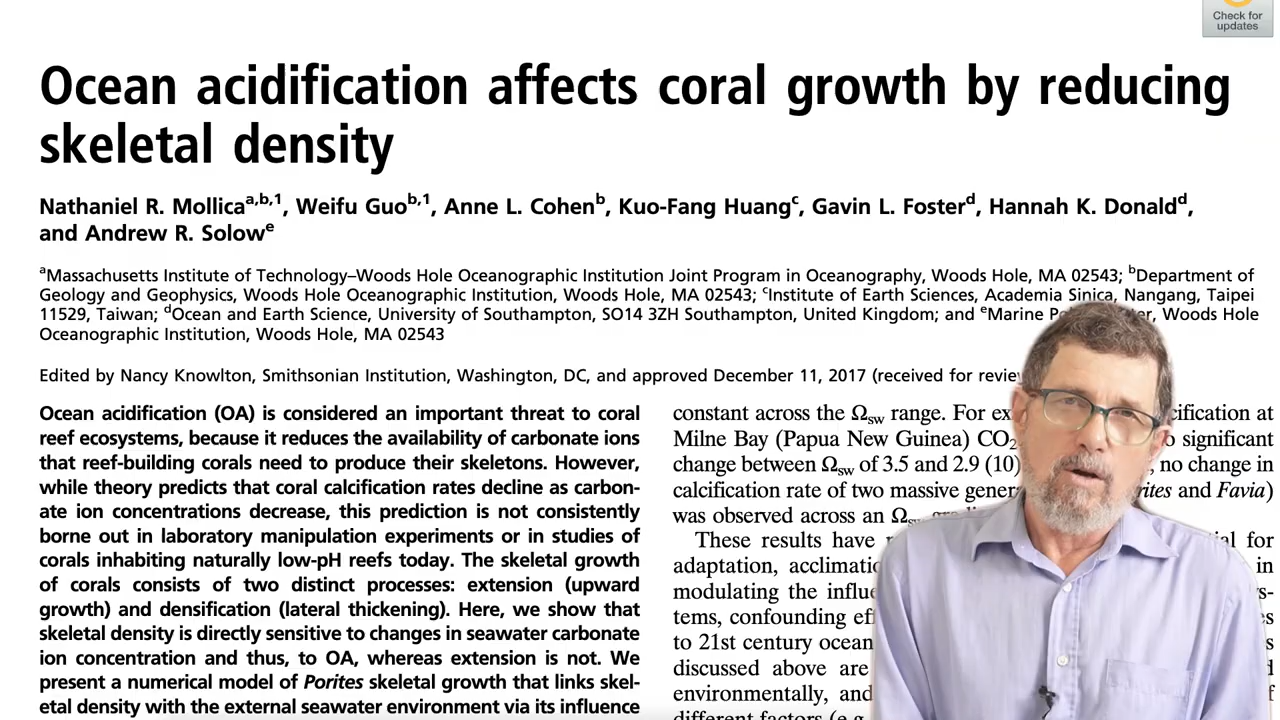 Check for
updates
Ocean acidification affects coral growth by reducing
skeletal density
Nathaniel R. Mollicaa,b,1, Weifu Guob,1, Anne L. Cohenb, Kuo-Fang Huangc, Gavin L. Fosterd, Hannah K. Donaldd,
and Andrew R. Solowe
aMassachusetts Institute of Technology–Woods Hole Oceanographic Institution Joint Program in Oceanography, Woods Hole, MA 02543; bDepartment of
Geology and Geophysics, Woods Hole Oceanographic Institution, Woods Hole, MA 02543; cInstitute of Earth Sciences, Academia Sinica, Nangang, Taipei
11529, Taiwan; dOcean and Earth Science, University of Southampton, SO14 3ZH Southampton, United Kingdom; and eMarine Woods Hole
Oceanographic Institution, Woods Hole, MA 02543
Edited by Nancy Knowlton, Smithsonian Institution, Washington, DC, and approved December 11, 2017 (received for
Ocean acidification (OA) is considered an important threat to coral
reef ecosystems, because it reduces the availability of carbonate ions
that reef-building corals need to produce their skeletons. However,
while theory predicts that coral calcification rates decline as carbon-
ate ion concentrations decrease, this prediction is not consistently
borne out in laboratory manipulation experiments or in studies of
corals inhabiting naturally low-pH reefs today. The skeletal growth
of corals consists of two distinct processes: extension (upward
growth) and densification (lateral thickening). Here, we show that
skeletal density is directly sensitive to changes in seawater carbonate
ion concentration and thus, to OA, whereas extension is not. We
present a numerical model of Porites skeletal growth that links skel-
etal density with the external seawater environment via its influence
constant across the Ωsw range. For at
Milne Bay (Papua New Guinea) CO2 significant
change between Ωsw of 3.5 and 2.9 (10) , no change in
calcification rate of two massive and Favia)
was observed across an Ωsw
These results have for
adaptation, in
modulating the
tems, confounding
to 21st century
discussed above are
environmentally, and
different factors (e.g.